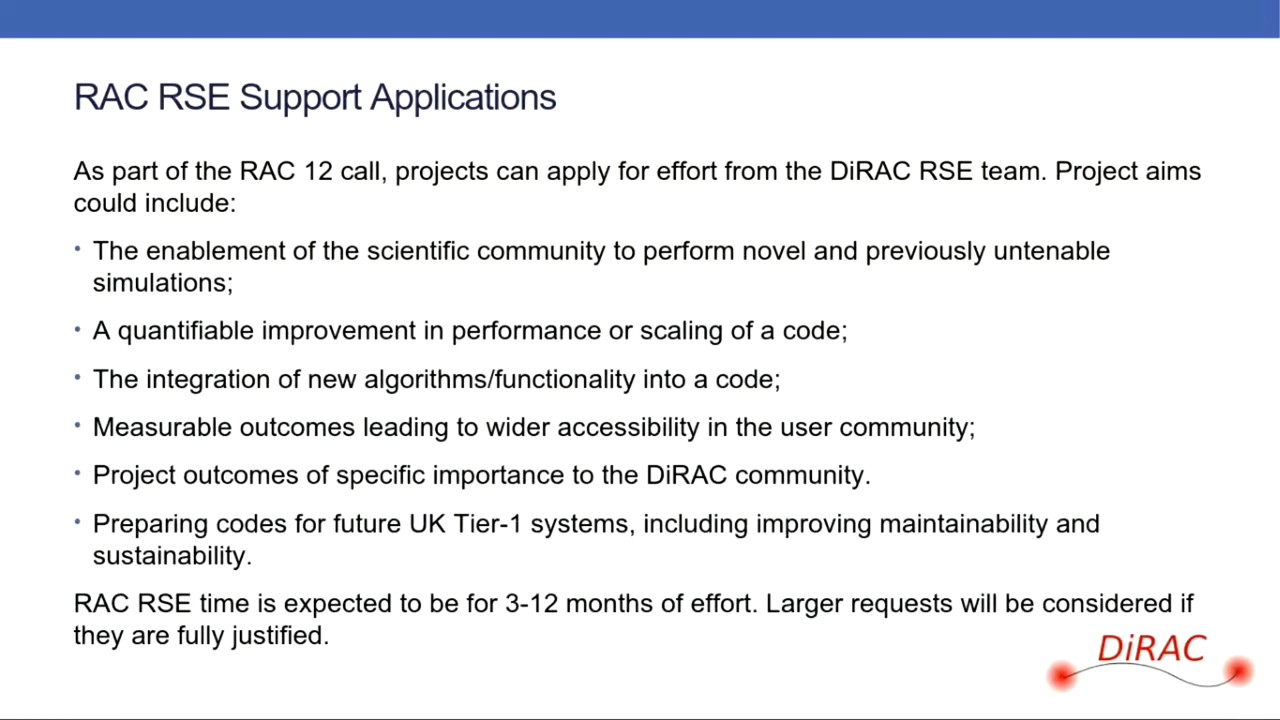 RAC RSE Support Applications
As part of the RAC 12 call, projects can apply for effort from the DiRAC RSE team. Project aims
could include:
• The enablement of the scientific community to perform novel and previously untenable
simulations;
• A quantifiable improvement in performance or scaling of a code;
• The integration of new algorithms/functionality into a code;
• Measurable outcomes leading to wider accessibility in the user community;
• Project outcomes of specific importance to the DiRAC community.
• Preparing codes for future UK Tier-1 systems, including improving maintainability and
sustainability.
RAC RSE time is expected to be for 3-12 months of effort. Larger requests will be considered if
they are fully justified.
DiRAC